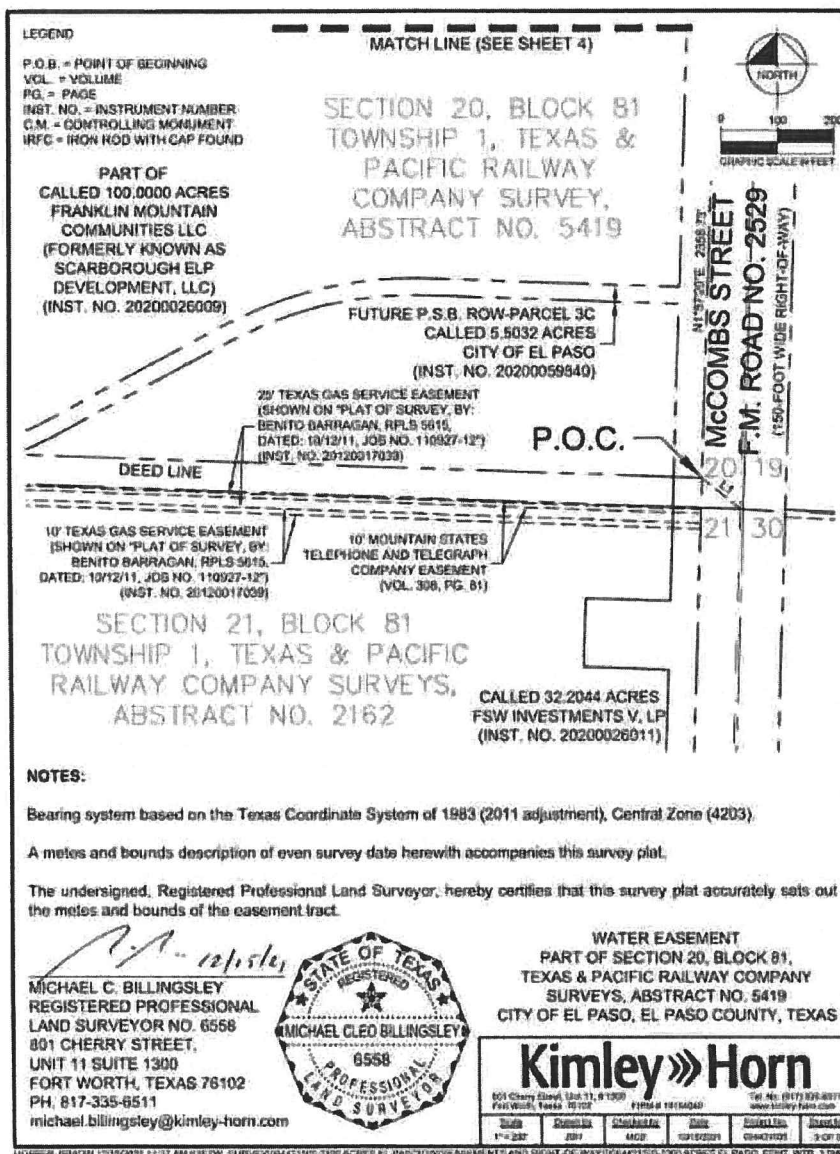 LEGEND
P.O.B. = POINT OF BEGINNING
VOL. = VOLUME
PG. = PAGE
INST. NO. = INSTRUMENT NUMBER
C.M. = CONTROLLING MONUMENT
IRFC = IRON ROD WITH CAP FOUND
MATCH LINE (SEE SHEET 4)
NORTH
0 100 200
GRAPHIC SCALE IN FEET
SECTION 20, BLOCK 81
TOWNSHIP 1, TEXAS &
PACIFIC RAILWAY
COMPANY SURVEY,
ABSTRACT NO. 5419
PART OF
CALLED 100.0000 ACRES
FRANKLIN MOUNTAIN
COMMUNITIES LLC
(FORMERLY KNOWN AS
SCARBOROUGH ELP
DEVELOPMENT, LLC)
(INST. NO. 20200026009)
McCOMBS STREET
F.M. ROAD NO. 2529
(150-FOOT WIDE RIGHT-OF-WAY)
FUTURE P.S.B. ROW-PARCEL 3C
CALLED 5.5032 ACRES
CITY OF EL PASO
(INST. NO. 20200059540)
25' TEXAS GAS SERVICE EASEMENT
(SHOWN ON "PLAT OF SURVEY, BY:
BENITO BARRAGAN, RPLS 5615,
DATED: 10/12/11, JOB NO. 110927-12")
(INST. NO. 20120017039)
P.O.C.
DEED LINE
20 19
21 30
10' TEXAS GAS SERVICE EASEMENT
(SHOWN ON "PLAT OF SURVEY, BY:
BENITO BARRAGAN, RPLS 5615,
DATED: 10/12/11, JOB NO. 110927-12")
(INST. NO. 20120017039)
10' MOUNTAIN STATES
TELEPHONE AND TELEGRAPH
COMPANY EASEMENT
(VOL. 308, PG. 81)
SECTION 21, BLOCK 81
TOWNSHIP 1, TEXAS & PACIFIC
RAILWAY COMPANY SURVEYS,
ABSTRACT NO. 2162
CALLED 32.2044 ACRES
FSW INVESTMENTS V, LP
(INST. NO. 20200026011)
NOTES:
Bearing system based on the Texas Coordinate System of 1983 (2011 adjustment), Central Zone (4203).
A metes and bounds description of even survey date herewith accompanies this survey plat.
The undersigned, Registered Professional Land Surveyor, hereby certifies that this survey plat accurately sets out
the metes and bounds of the easement tract.
12/15/21
MICHAEL C. BILLINGSLEY
REGISTERED PROFESSIONAL
LAND SURVEYOR NO. 6558
801 CHERRY STREET,
UNIT 11 SUITE 1300
FORT WORTH, TEXAS 76102
PH. 817-335-6511
michael.billingsley@kimley-horn.com
STATE OF TEXAS
REGISTERED
MICHAEL CLEO BILLINGSLEY
6558
PROFESSIONAL
LAND SURVEYOR
WATER EASEMENT
PART OF SECTION 20, BLOCK 81,
TEXAS & PACIFIC RAILWAY COMPANY
SURVEYS, ABSTRACT NO. 5419
CITY OF EL PASO, EL PASO COUNTY, TEXAS
Kimley»Horn